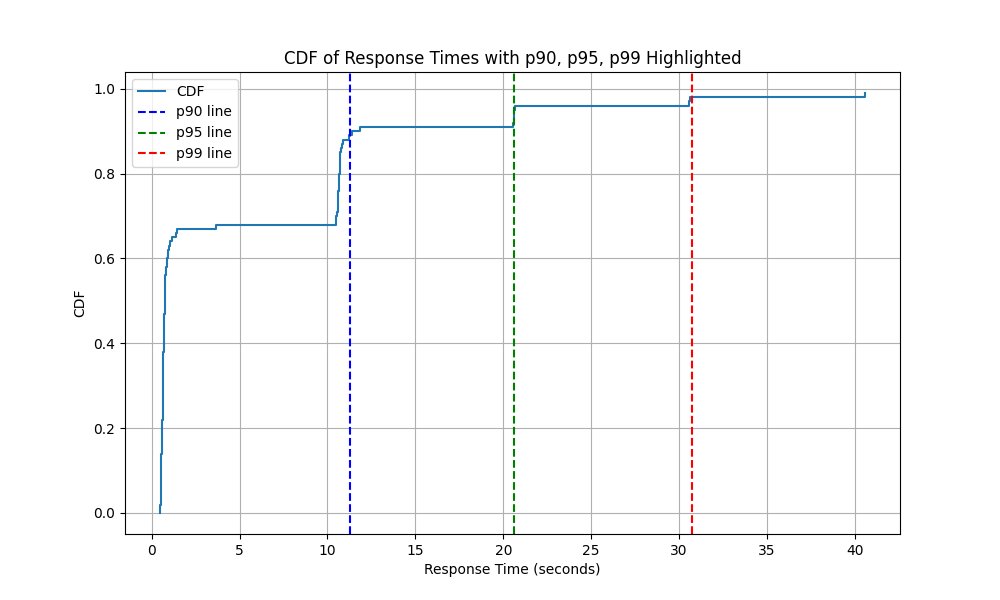 CDF of Response Times with p90, p95, p99 Highlighted
CDF
p90 line
p95 line
p99 line
1.0
0.8
0.6
0.4
0.2
0.0
CDF
0 5 10 15 20 25 30 35 40
Response Time (seconds)